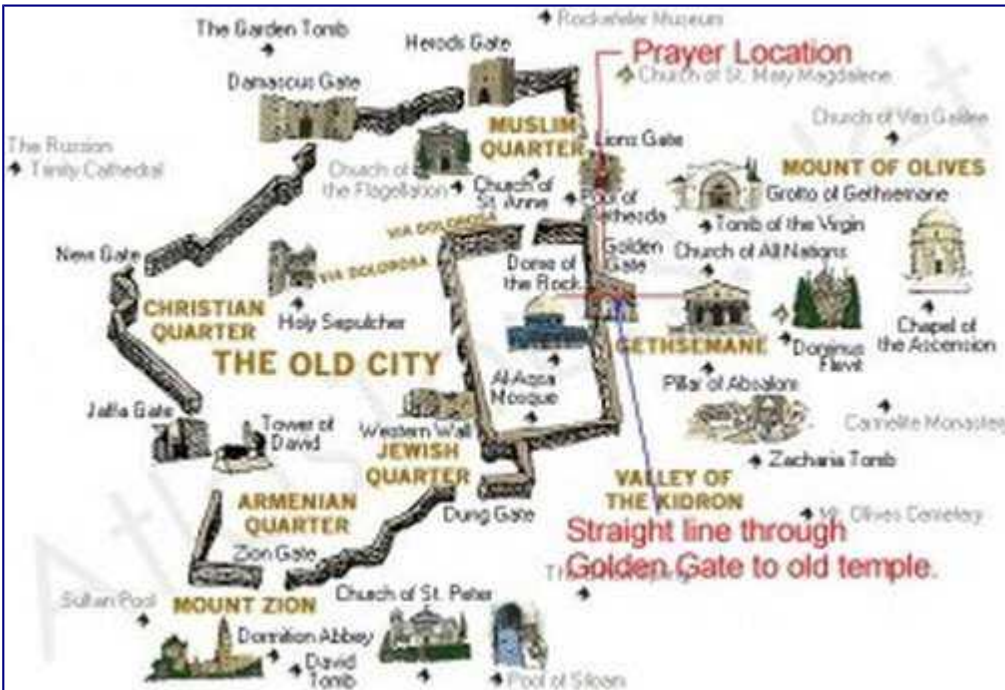 Rockefeler Museum
The Garden Tomb
Herods Gate
Prayer Location
Church of St. Mary Magdalene
Damascus Gate
MUSLIM
QUARTER
Lions Gate
Church of Viri Galilee
The Russian
Trinity Cathedral
Church of
the Flagellation
Church of
St. Anne
Pool of
Bethesda
MOUNT OF OLIVES
Grotto of Gethsemane
Tomb of the Virgin
VIA DOLOROSA
New Gate
VIA DOLOROSA
Dome of
the Rock
Golden
Gate
Church of All Nations
CHRISTIAN
QUARTER
Holy Sepulcher
THE OLD CITY
GETHSEMANE
Dominus
Flevit
Chapel of
the Ascension
Al-Aqsa
Mosque
Pillar of Absalom
Jaffa Gate
Tower of
David
Western Wall
Carmelite Monastery
JEWISH
QUARTER
Zacharia Tomb
ARMENIAN
QUARTER
VALLEY OF
THE KIDRON
Dung Gate
Mt. Olives Cemetery
Straight line through
Golden Gate to old temple.
Zion Gate
The
Sultan Pool
MOUNT ZION
Church of St. Peter
Dormition Abbey
David
Tomb
Pool of Siloam